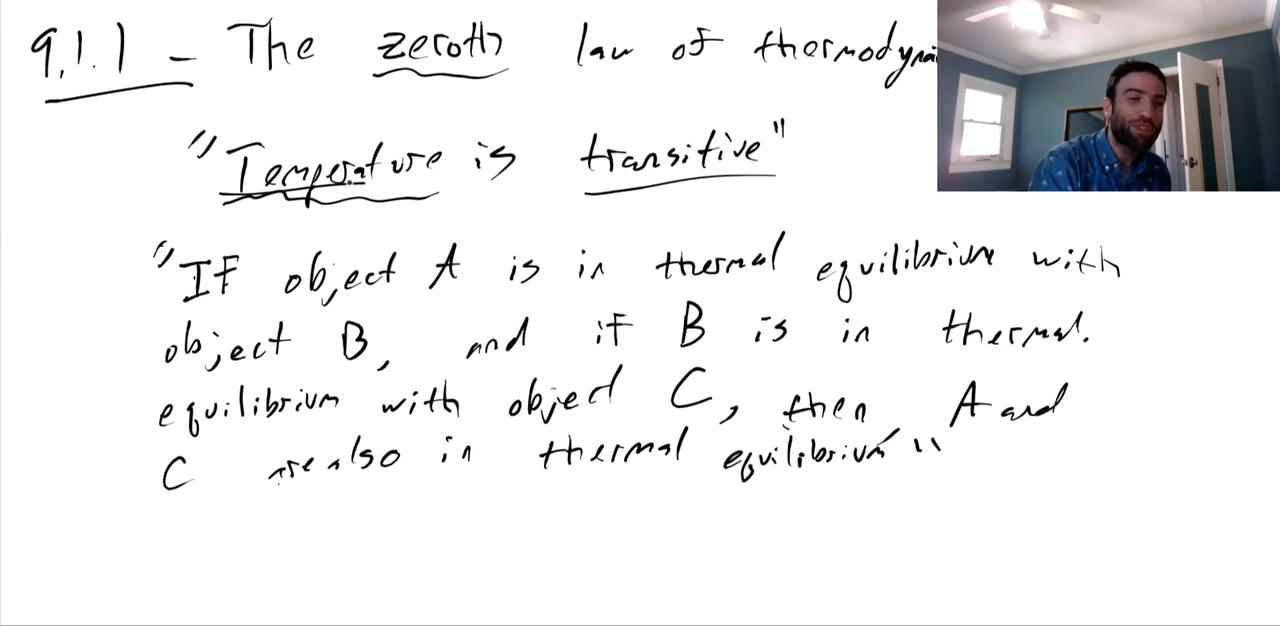 9.1.1 - The zeroth law of thermodynai
"Temperature is transitive"
"IF object A is in thermal equilibrium with
object B, and if B is in thermal.
equilibrium with object C, then A and
C are also in thermal equilibrium"